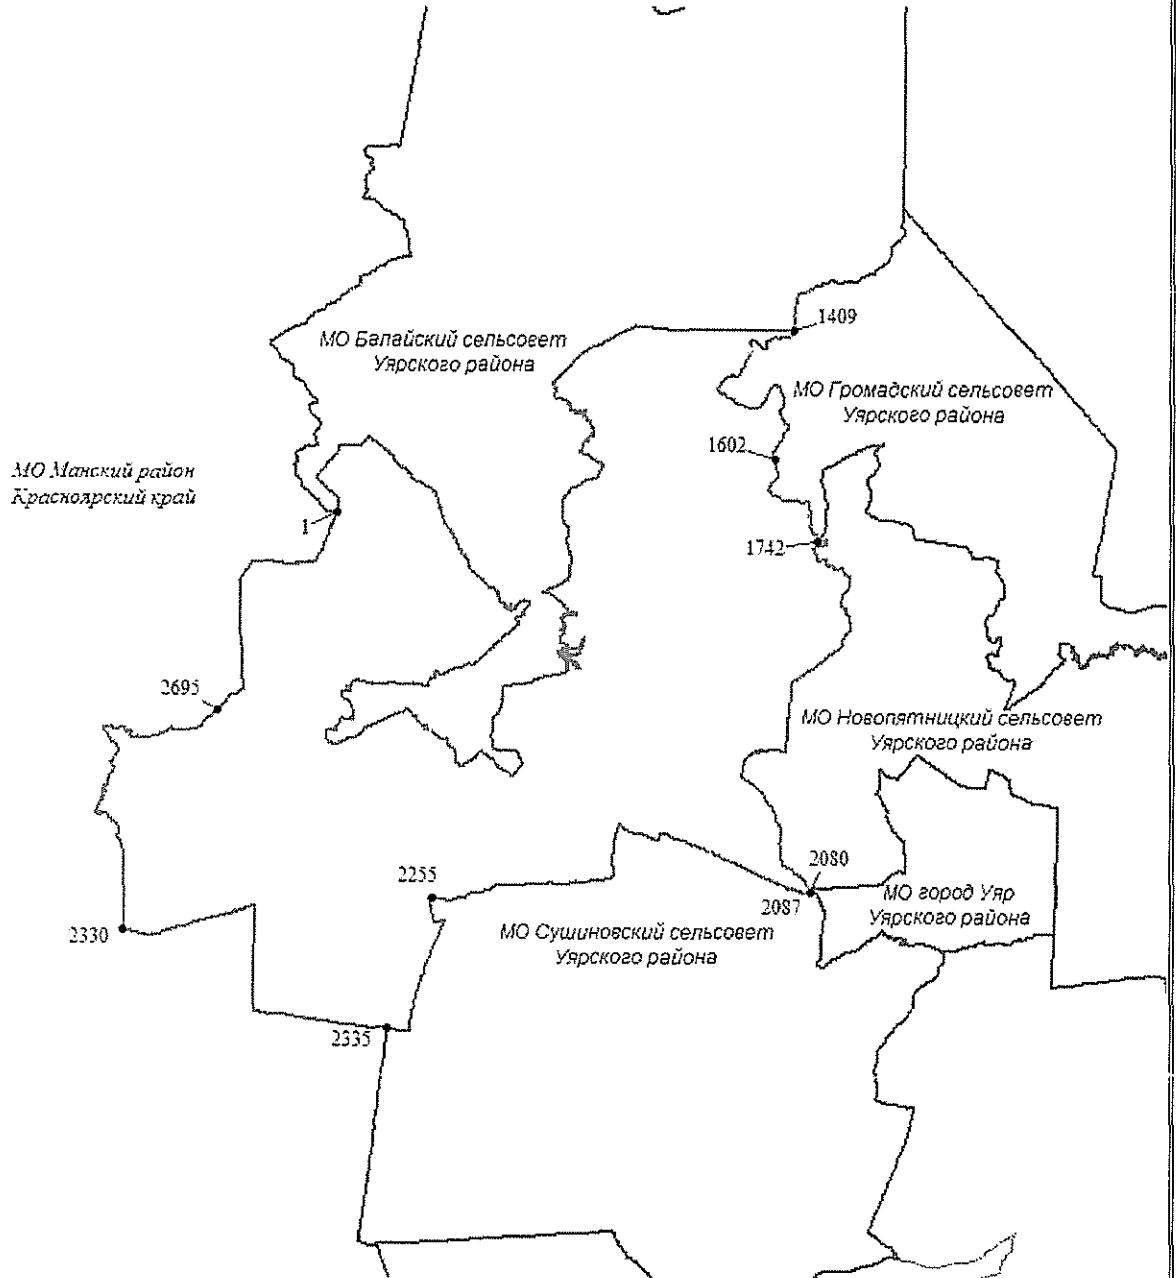 1409
МО Балайский сельсовет
Уярского района
МО Громадский сельсовет
Уярского района
1602
МО Манский район
Красноярский край
1
1742
2695
МО Новопятницкий сельсовет
Уярского района
2080
2255
2087
МО город Уяр
Уярского района
2330
МО Сушиновский сельсовет
Уярского района
2335